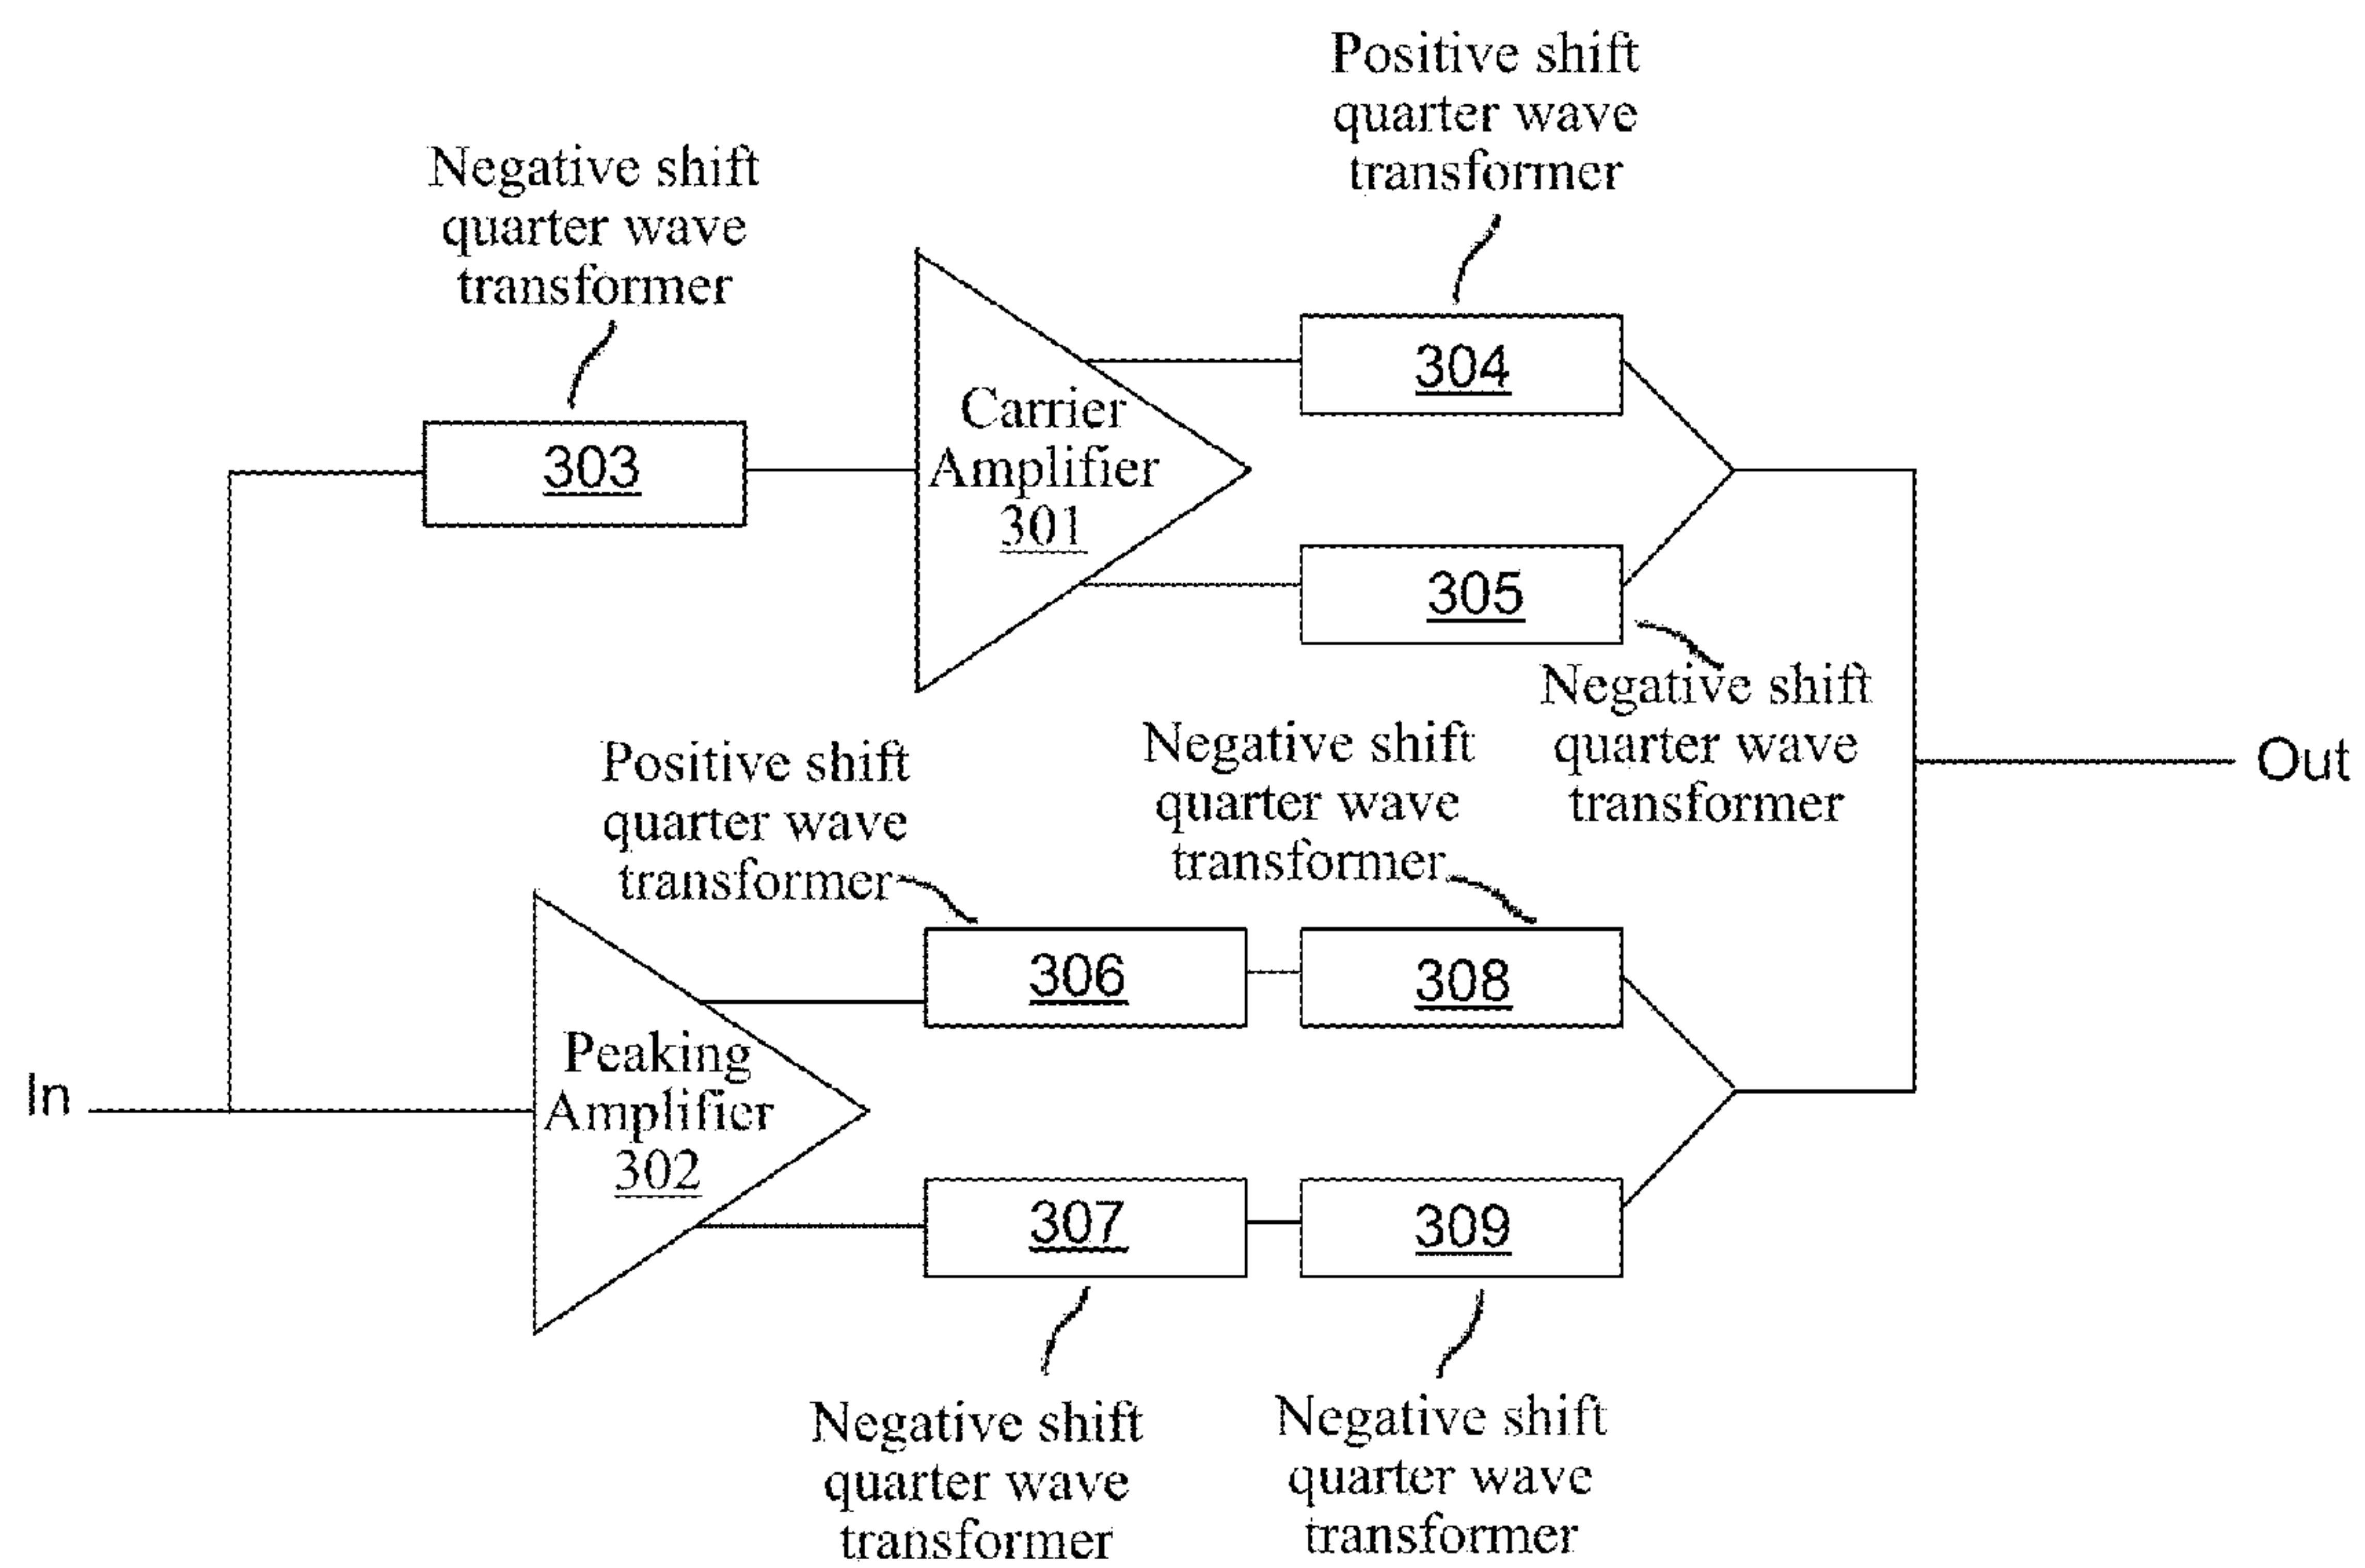 Positive shift
quarter wave
transformer
Negative shift
quarter wave
transformer
304
303
Carrier
Amplifier
301
305
Negative shift
quarter wave
transformer
Positive shift
quarter wave
transformer
Negative shift
quarter wave
transformer
Out
306
308
Peaking
Amplifier
302
In
307
309
Negative shift
quarter wave
transformer
Negative shift
quarter wave
transformer